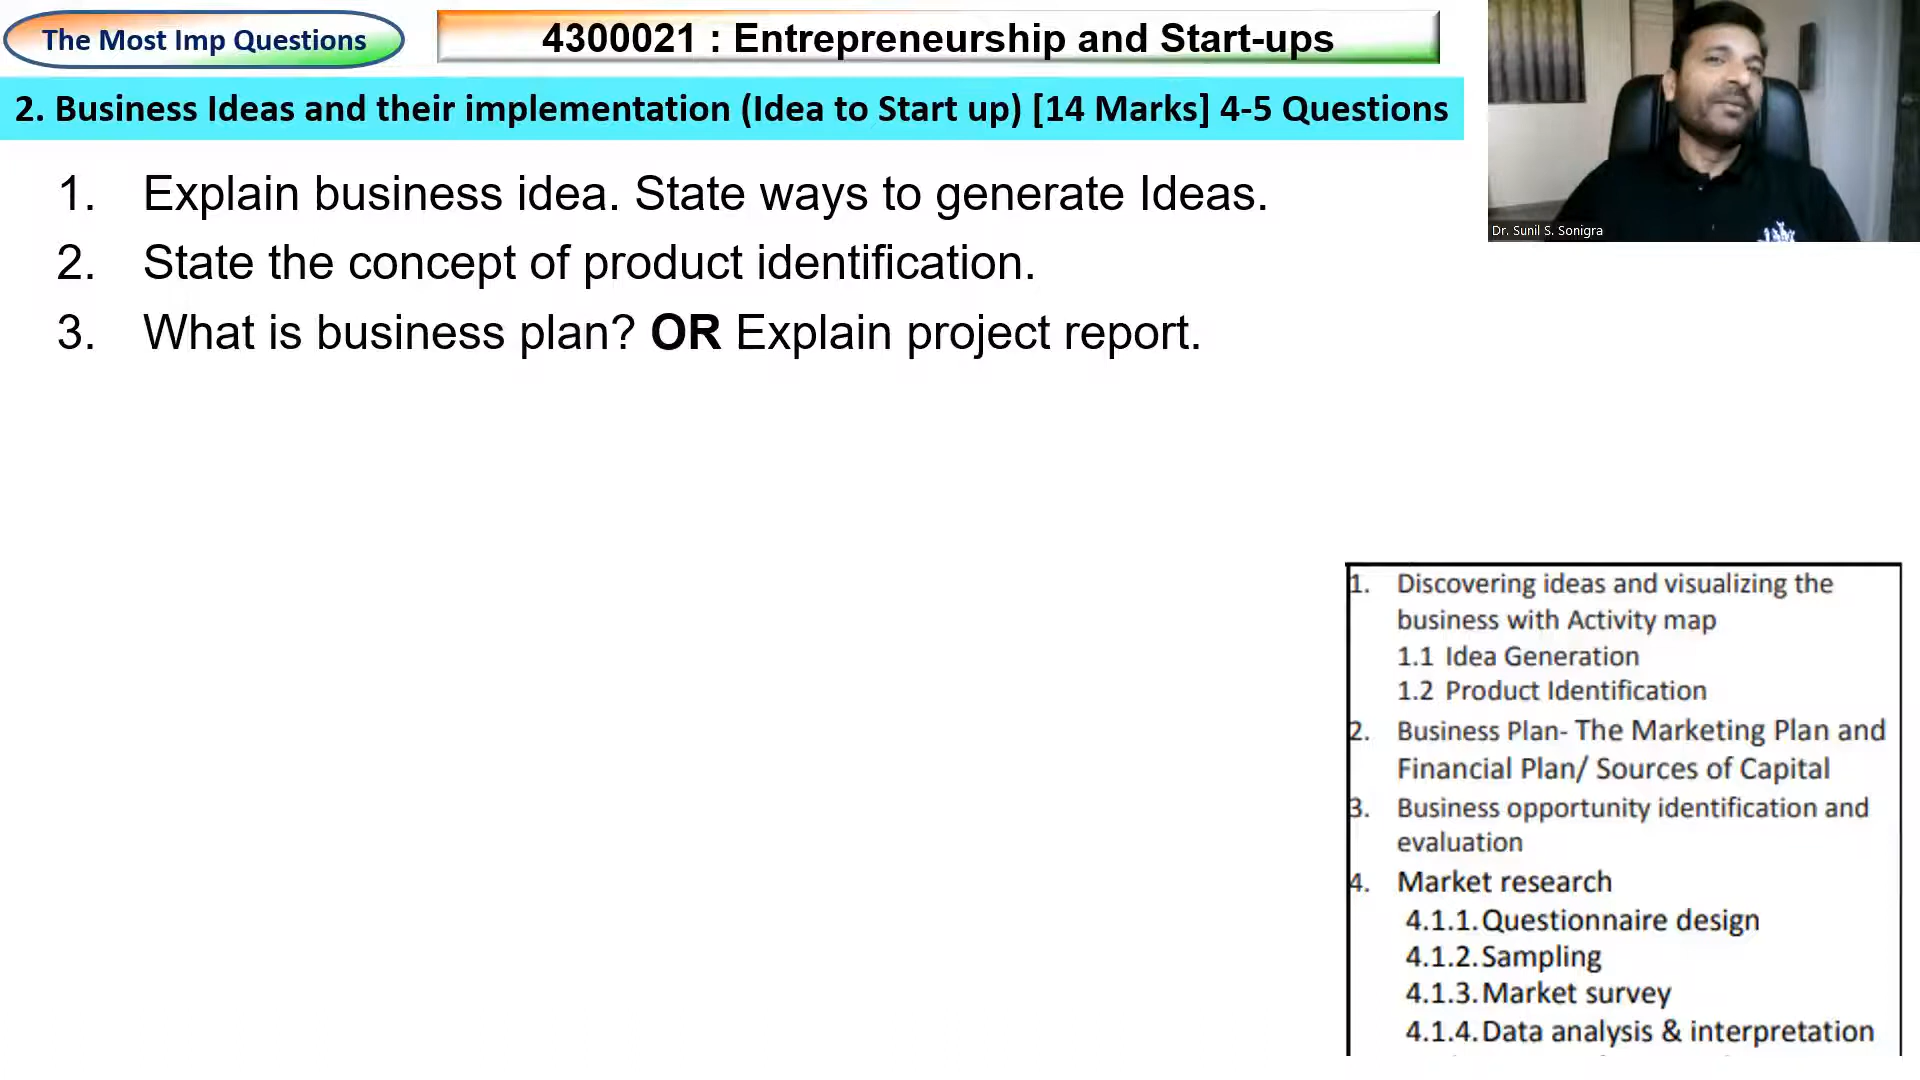 The Most Imp Questions
4300021 : Entrepreneurship and Start-ups
2. Business Ideas and their implementation (Idea to Start up) [14 Marks] 4-5 Questions
Dr. Sunil S. Sonigra
1. Explain business idea. State ways to generate Ideas.
2. State the concept of product identification.
3. What is business plan? OR Explain project report.
1. Discovering ideas and visualizing the
business with Activity map
1.1 Idea Generation
1.2 Product Identification
2. Business Plan- The Marketing Plan and
Financial Plan/ Sources of Capital
3. Business opportunity identification and
evaluation
4. Market research
4.1.1. Questionnaire design
4.1.2. Sampling
4.1.3. Market survey
4.1.4. Data analysis & interpretation